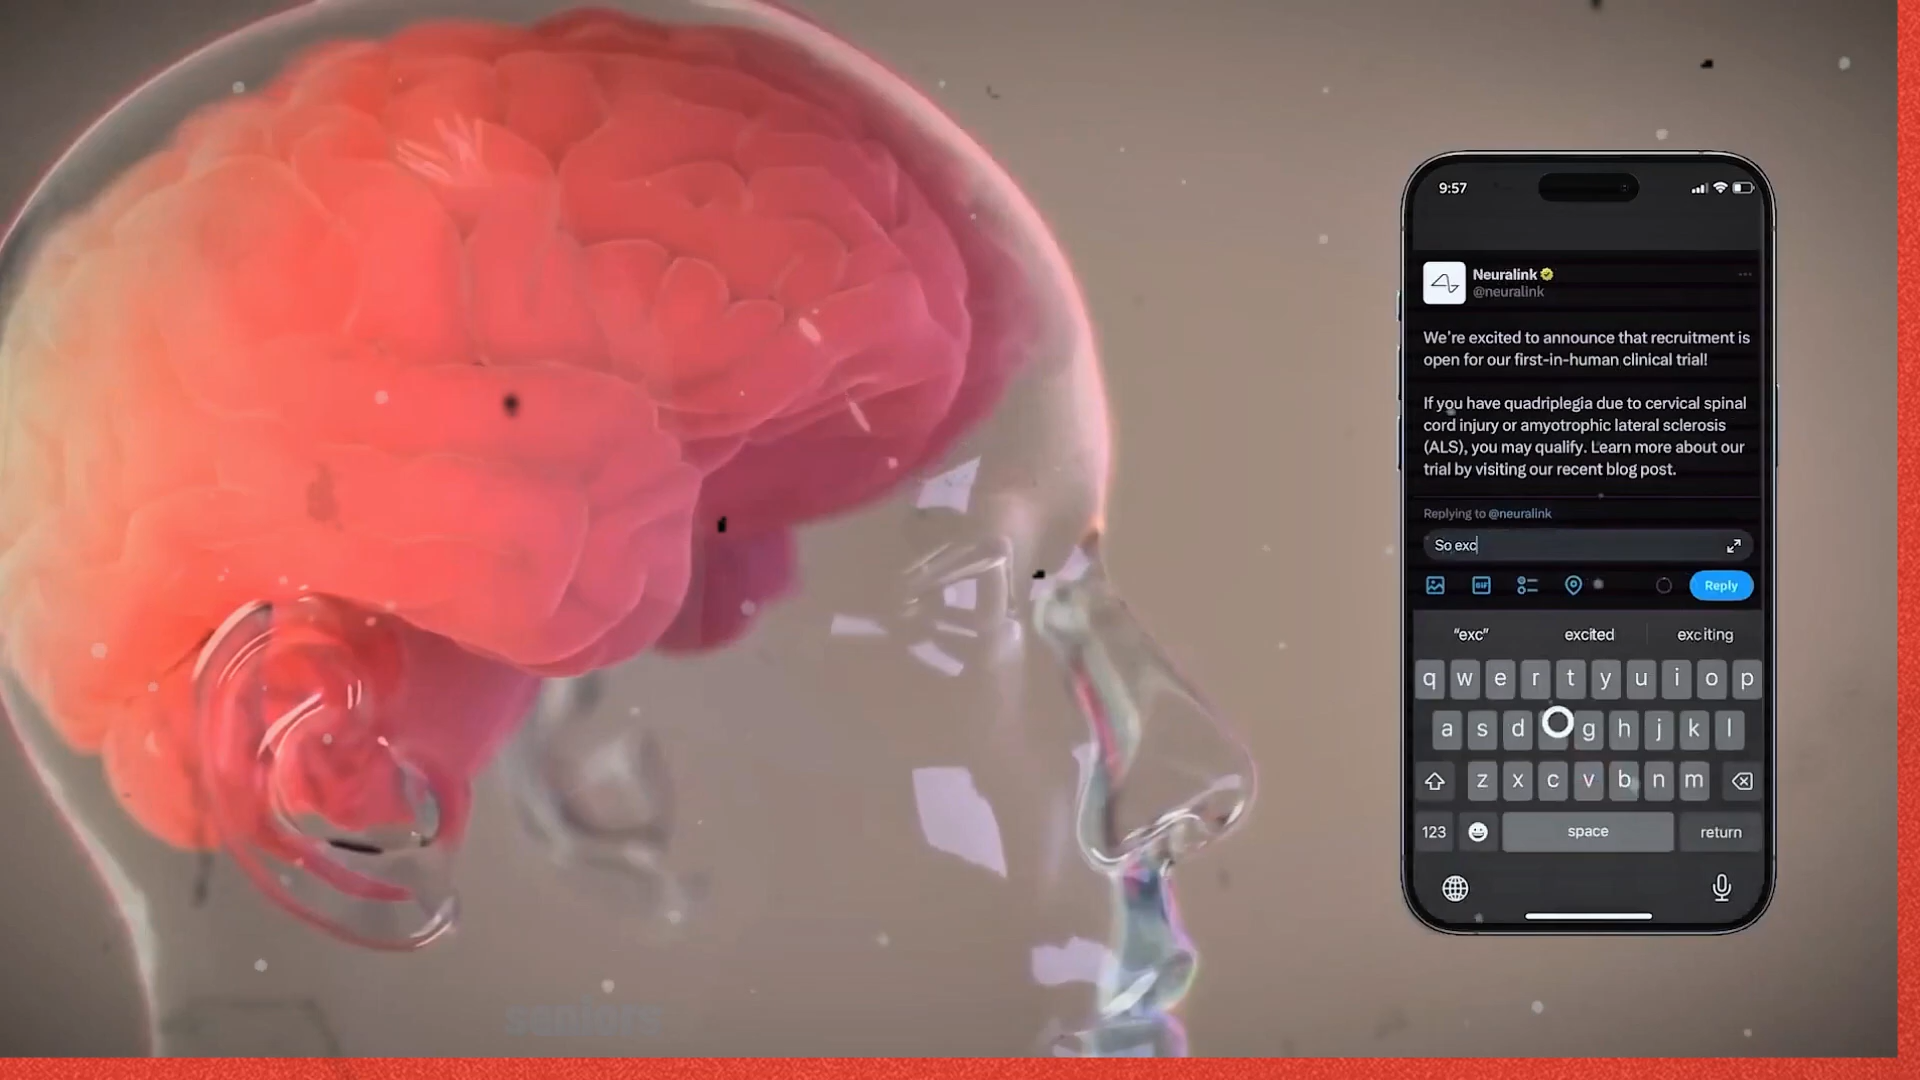 9:57
Neuralink
@neuralink
We're excited to announce that recruitment is
open for our first-in-human clinical trial!
If you have quadriplegia due to cervical spinal
cord injury or amyotrophic lateral sclerosis
(ALS), you may qualify. Learn more about our
trial by visiting our recent blog post.
Replying to @neuralink
So exc
GIF
Reply
“exc” excited exciting
q w e r t y u i o p
a s d g h j k l
z x c v b n m
123 space return
seniors